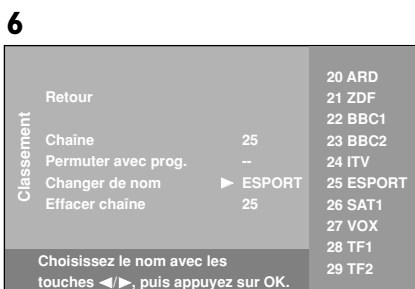 6
Classement
Retour
Chaîne 25
Permuter avec prog. --
Changer de nom ▶ ESPORT
Effacer chaîne 25
Choisissez le nom avec les
touches ◀/▶, puis appuyez sur OK.
20 ARD
21 ZDF
22 BBC1
23 BBC2
24 ITV
25 ESPORT
26 SAT1
27 VOX
28 TF1
29 TF2